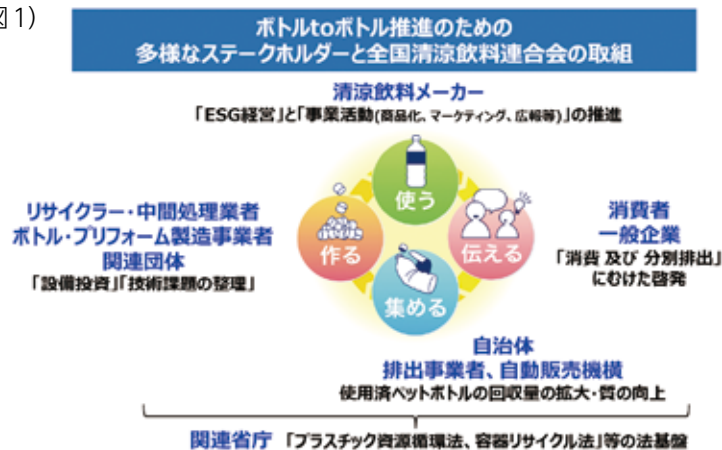 図1)
ボトルtoボトル推進のための
多様なステークホルダーと全国清涼飲料連合会の取組
清涼飲料メーカー
「ESG経営」と「事業活動(商品化、マーケティング、広報等)」の推進
使う
リサイクラー・中間処理業者
ボトル・プリフォーム製造事業者
関連団体
「設備投資」「技術課題の整理」
作る
伝える
消費者
一般企業
「消費 及び 分別排出」
にむけた啓発
集める
自治体
排出事業者、自動販売機横
使用済ペットボトルの回収量の拡大・質の向上
関連省庁 「プラスチック資源循環法、容器リサイクル法」等の法基盤